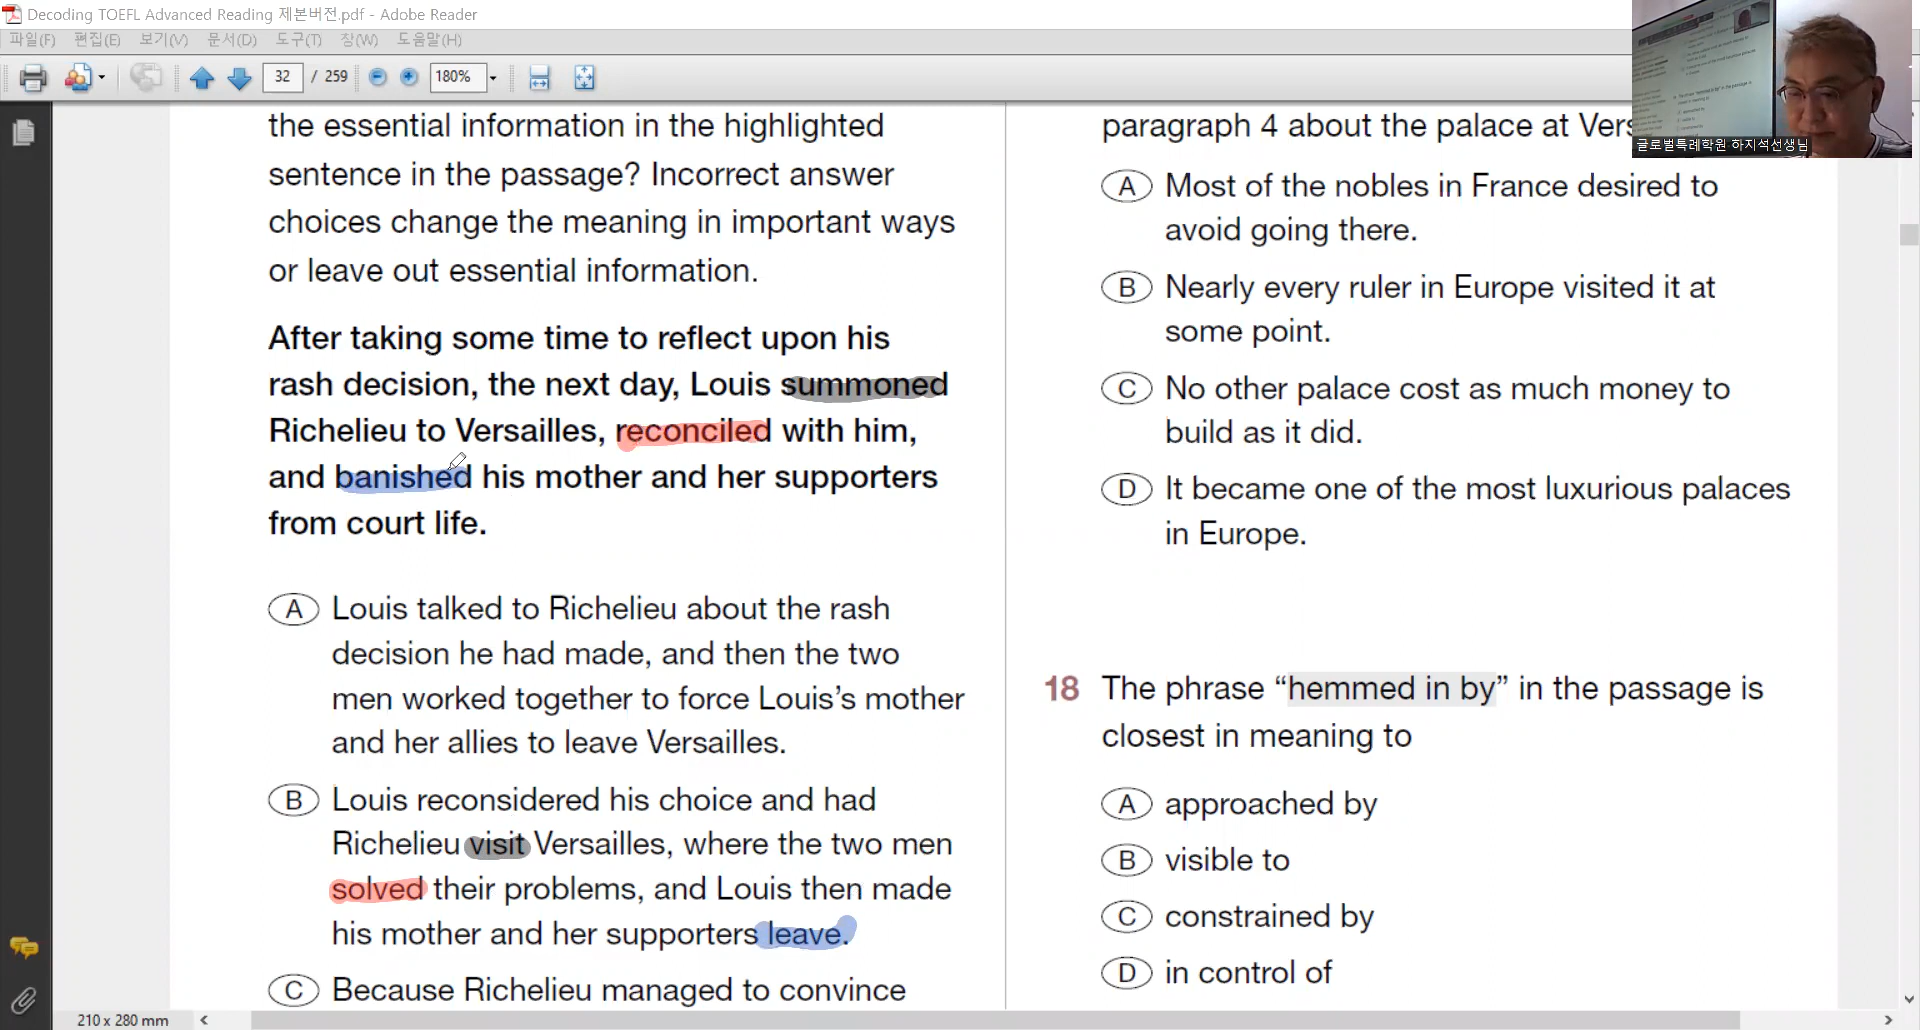 Decoding TOEFL Advanced Reading 제본버전.pdf - Adobe Reader
파일(F) 편집(E) 보기(V) 문서(D) 도구(T) 창(W) 도움말(H)
32 / 259 180%
글로벌특례학원 하지석선생님
the essential information in the highlighted
sentence in the passage? Incorrect answer
choices change the meaning in important ways
or leave out essential information.
After taking some time to reflect upon his
rash decision, the next day, Louis summoned
Richelieu to Versailles, reconciled with him,
and banished his mother and her supporters
from court life.
A Louis talked to Richelieu about the rash
decision he had made, and then the two
men worked together to force Louis's mother
and her allies to leave Versailles.
B Louis reconsidered his choice and had
Richelieu visit Versailles, where the two men
solved their problems, and Louis then made
his mother and her supporters leave.
C Because Richelieu managed to convince
paragraph 4 about the palace at Vers
A Most of the nobles in France desired to
avoid going there.
B Nearly every ruler in Europe visited it at
some point.
C No other palace cost as much money to
build as it did.
D It became one of the most luxurious palaces
in Europe.
18 The phrase “hemmed in by” in the passage is
closest in meaning to
A approached by
B visible to
C constrained by
D in control of
210 x 280 mm